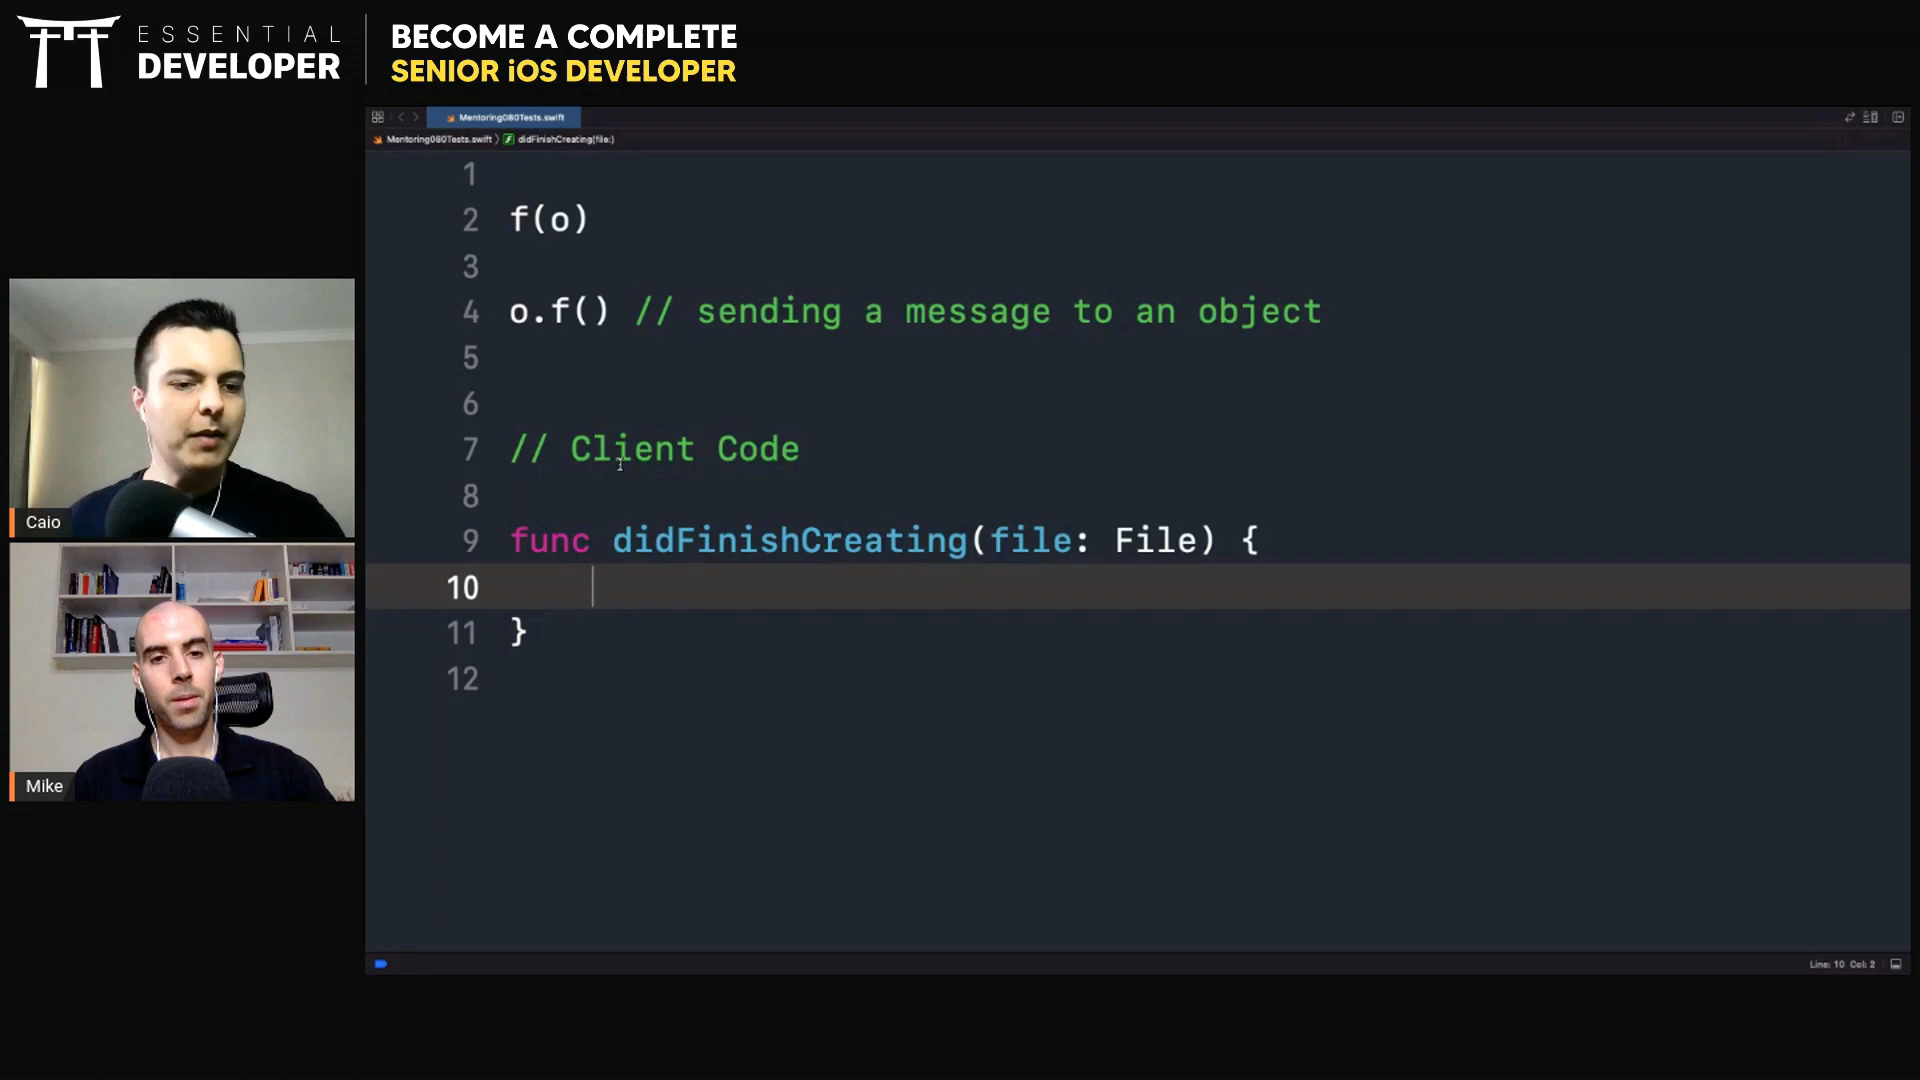 ESSENTIAL
DEVELOPER
BECOME A COMPLETE
SENIOR iOS DEVELOPER
Mentoring080Tests.swift
Mentoring080Tests.swift 〉 f didFinishCreating(file:)
1
2 f(o)
3
4 o.f() // sending a message to an object
5
6
7 // Client Code
8
9 func didFinishCreating(file: File) {
10
11 }
12
Caio
Mike
Line: 10 Col: 2